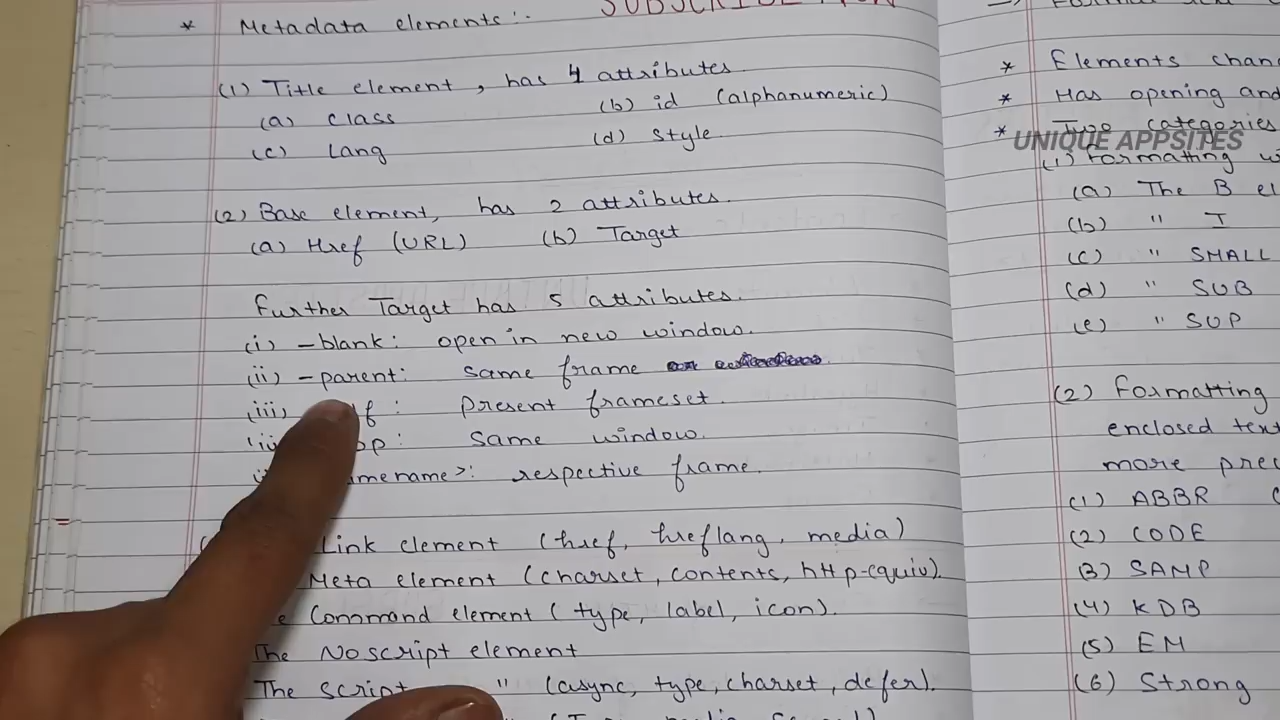 * Metadata elements:-
(1) Title element, has 4 attributes
(a) class (b) id (alphanumeric)
(c) Lang (d) Style
(2) Base element, has 2 attributes.
(a) Href (URL) (b) Target
Further Target has 5 attributes.
(i) -blank: open in new window.
(ii) -parent: same frame
(iii) : Present frameset.
: Same window.
: respective frame.
Link element (href, hreflang, media)
Meta element (charset, contents, http-equiv).
Command element (type, label, icon).
The Noscript element
The script " (async, type, charset, defer).
* Elements
* Has opening and
* Two categories
UNIQUE APPSITES
(1) Formatting
(a) The B
(b) " I
(c) " SMALL
(d) " SUB
(e) " SUP
(2) Formatting
enclosed
more
(1) ABBR
(2) CODE
(3) SAMP
(4) KDB
(5) EM
(6) Strong